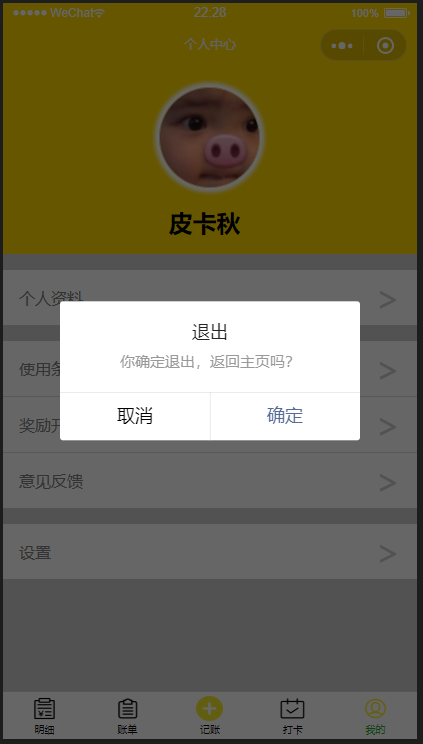 WeChat
22:28
100%
个人中心
皮卡秋
个人资料
退出
你确定退出，返回主页吗?
取消
确定
使用条
奖励开
意见反馈
设置
明细
账单
记账
打卡
我的